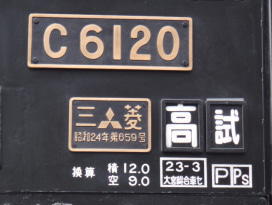 C6120
三菱
昭和24年第659号
高
試
換算
積 12.0
空 9.0
23-3
大宮総合車セ
P Ps